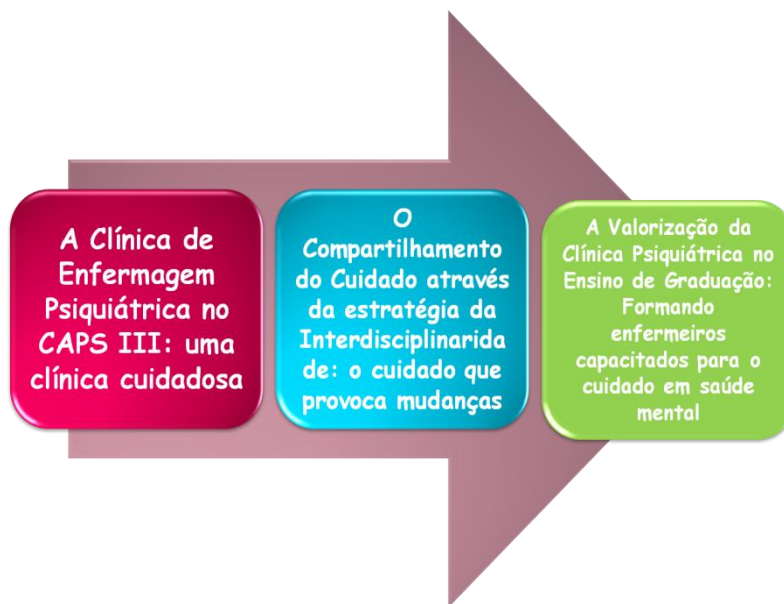 A Clínica de
Enfermagem
Psiquiátrica no
CAPS III: uma
clínica cuidadosa
O
Compartilhamento
do Cuidado através
da estratégia da
Interdisciplinarida
de: o cuidado que
provoca mudanças
A Valorização da
Clínica Psiquiátrica no
Ensino de Graduação:
Formando
enfermeiros
capacitados para o
cuidado em saúde
mental